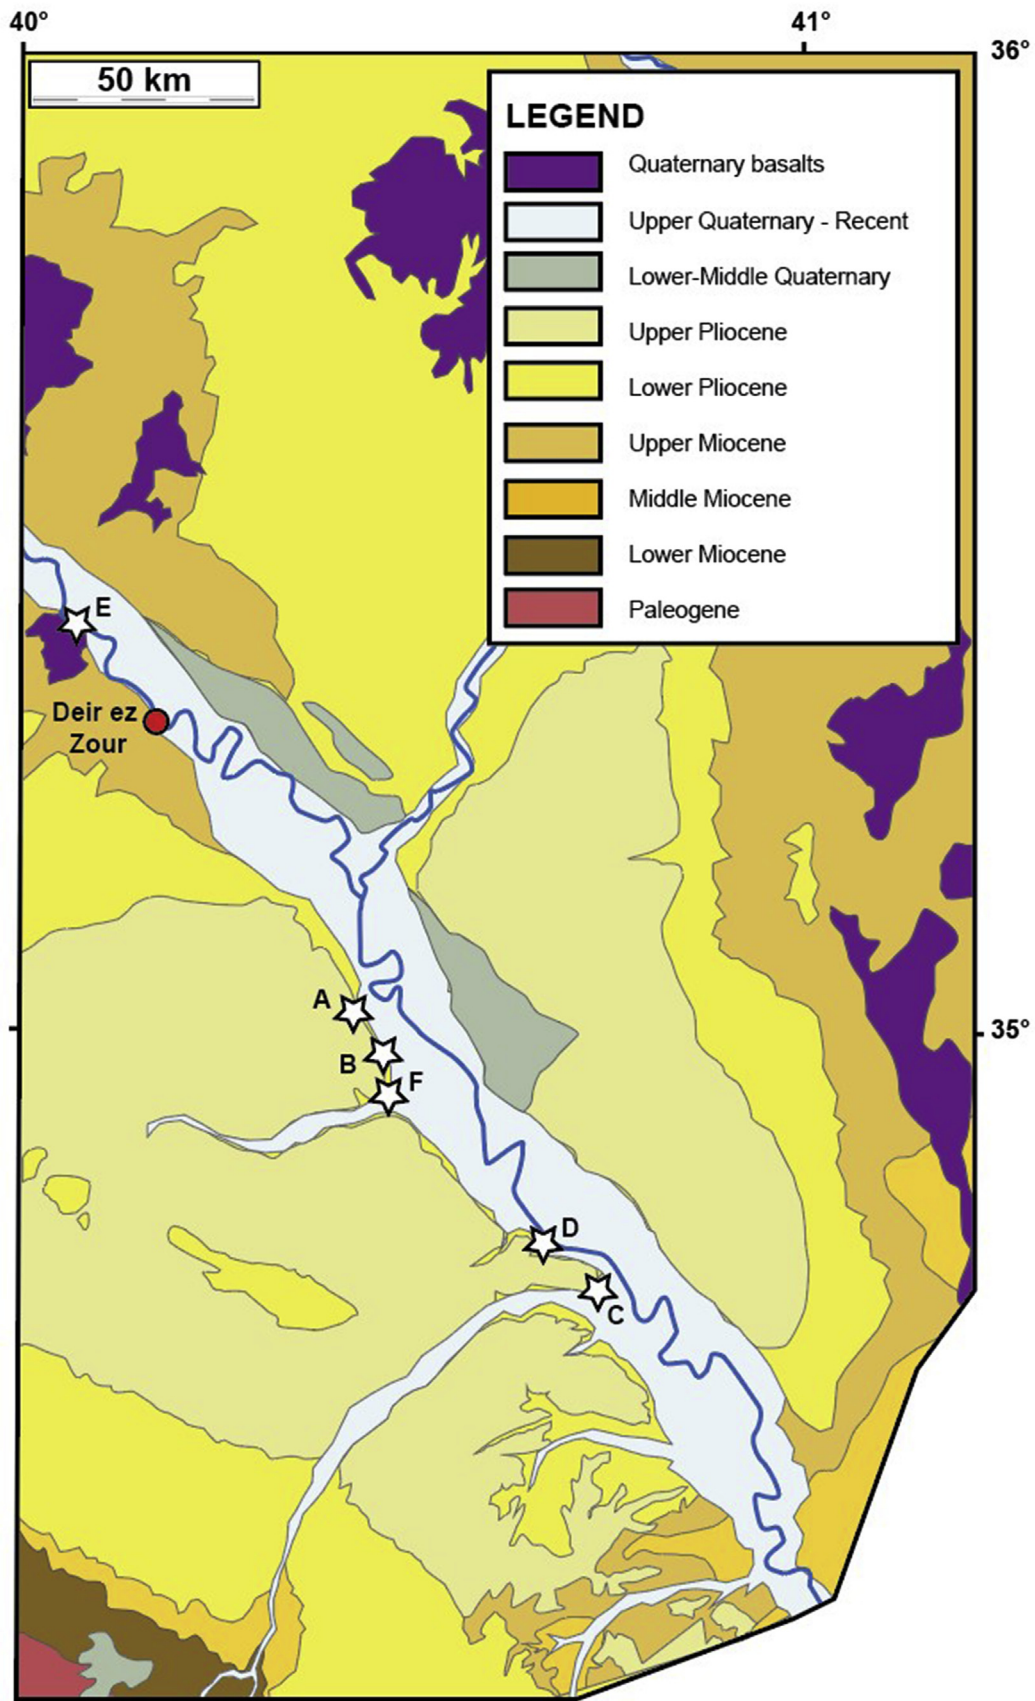 40°
41°
36°
50 km
LEGEND
Quaternary basalts
Upper Quaternary - Recent
Lower-Middle Quaternary
Upper Pliocene
Lower Pliocene
Upper Miocene
Middle Miocene
Lower Miocene
Paleogene
E
Deir ez
Zour
A
35°
B
F
D
C